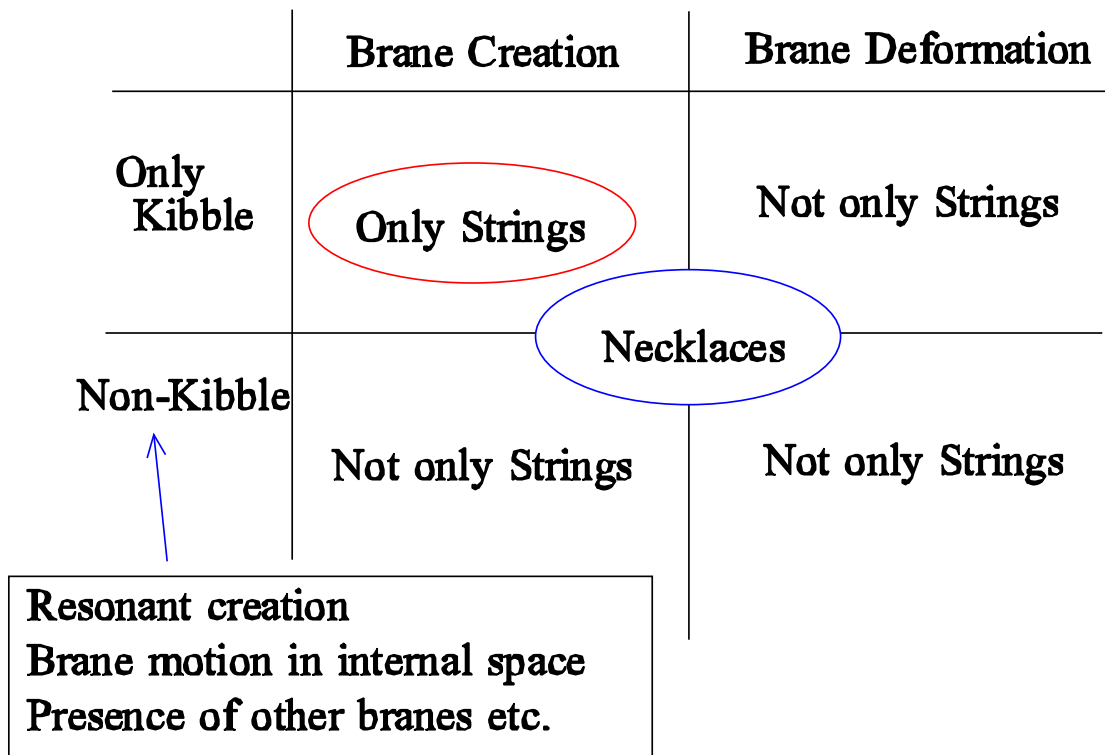 Brane Creation
Brane Deformation
Only
Kibble
Only Strings
Not only Strings
Necklaces
Non-Kibble
Not only Strings
Not only Strings
Resonant creation
Brane motion in internal space
Presence of other branes etc.